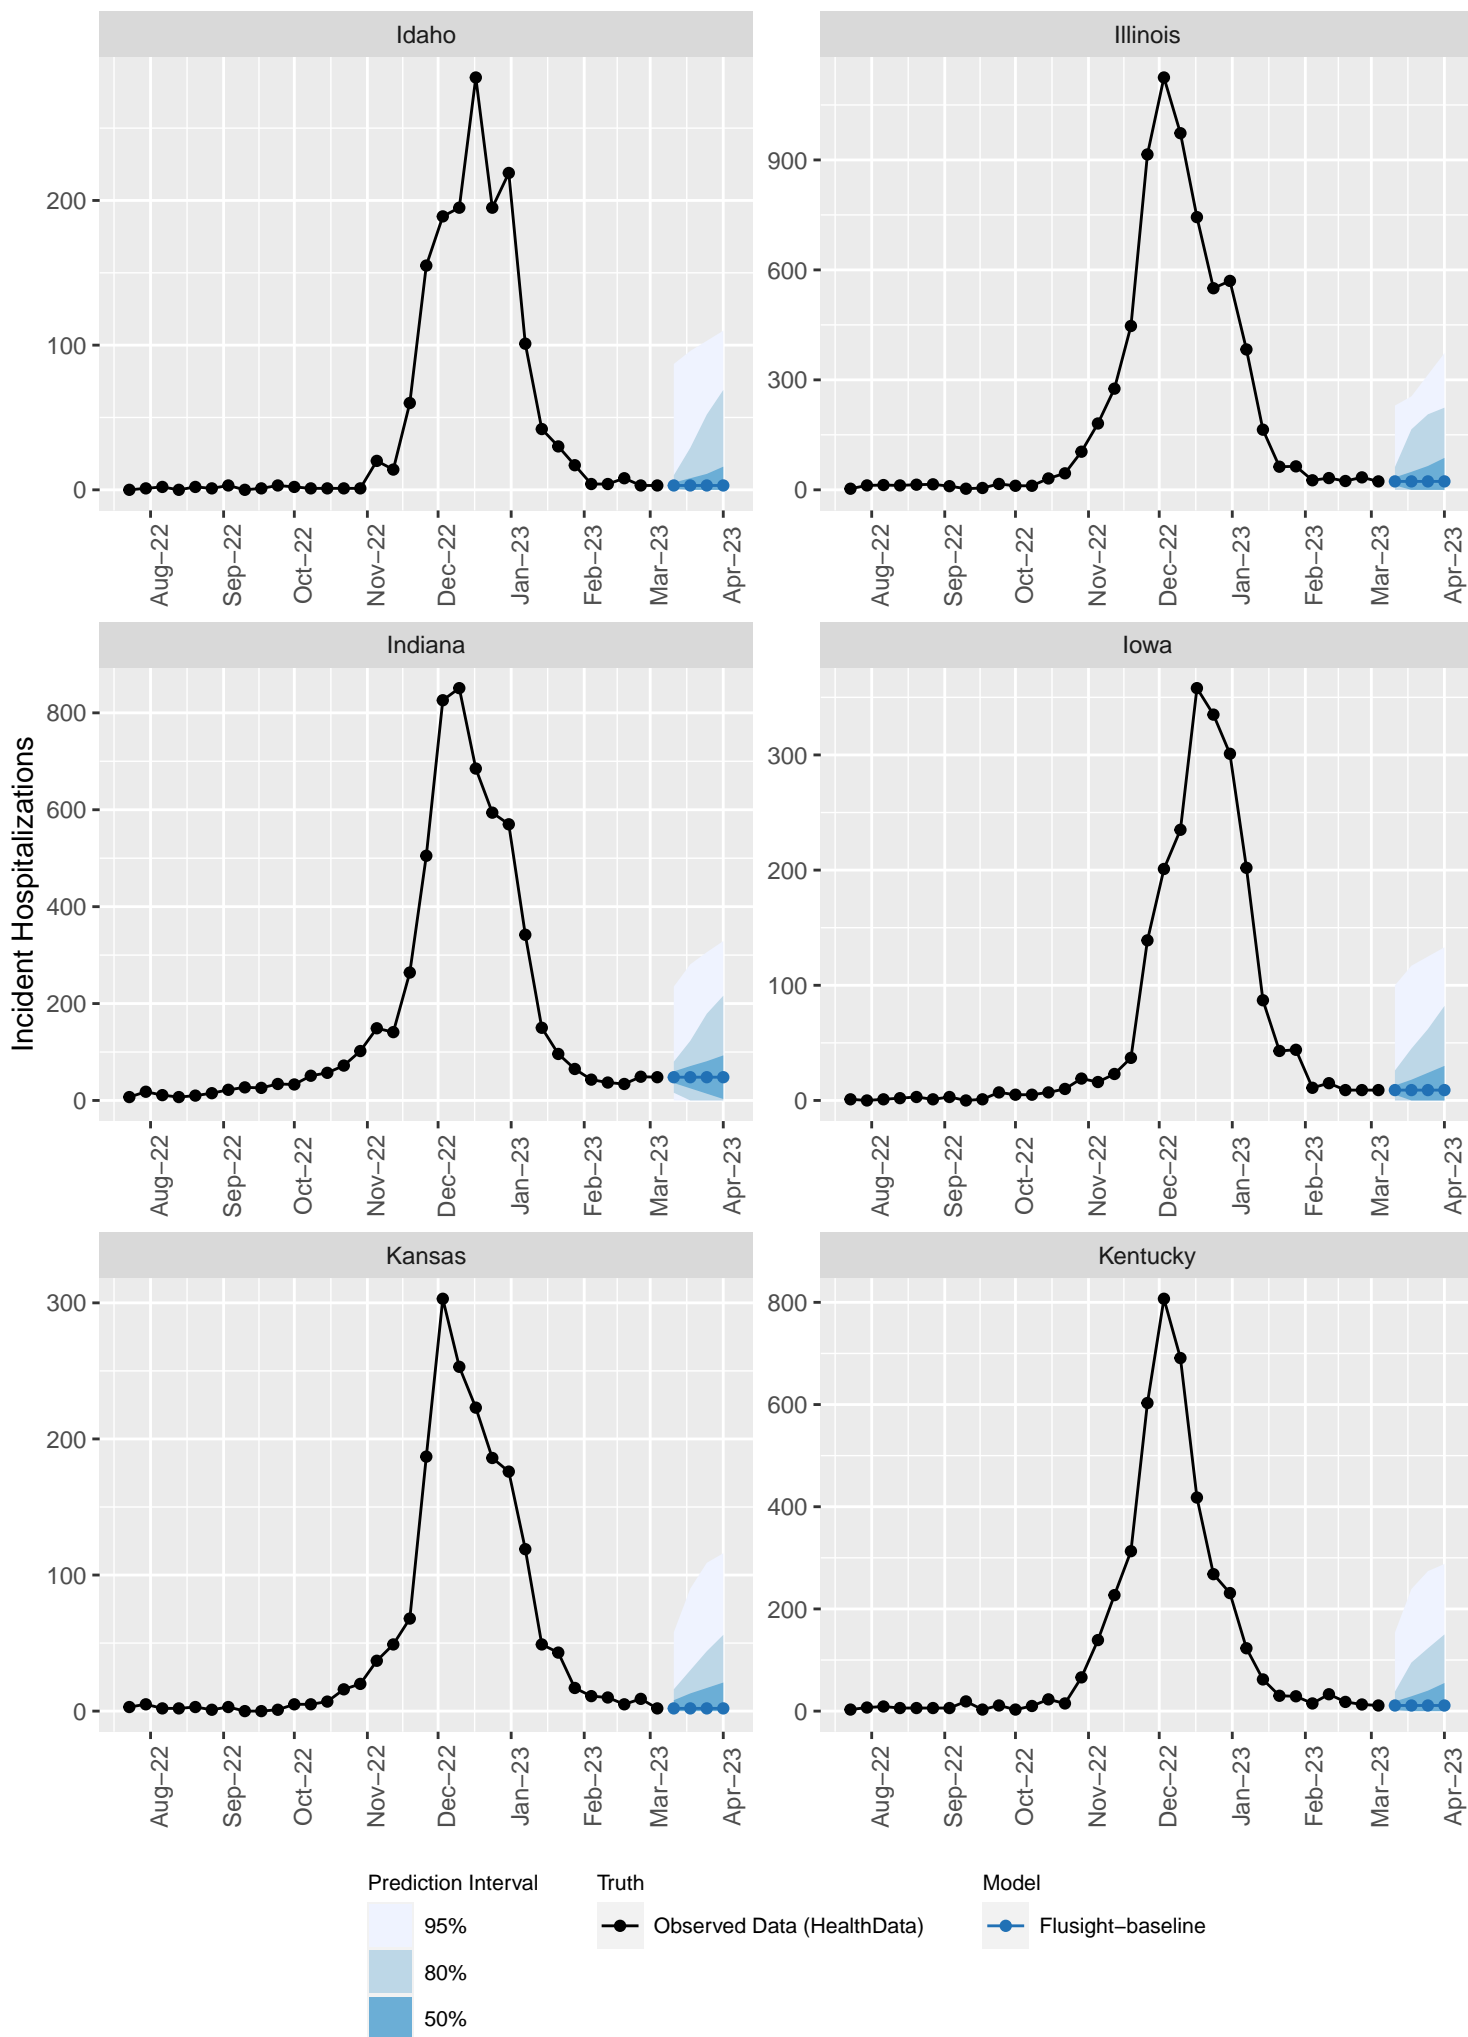 Idaho
Illinois
200
100
0
900
600
300
0
Aug−22
Sep−22
Oct−22
Nov−22
Dec−22
Jan−23
Feb−23
Mar−23
Apr−23
Aug−22
Sep−22
Oct−22
Nov−22
Dec−22
Jan−23
Feb−23
Mar−23
Apr−23
Incident Hospitalizations
Indiana
Iowa
800
600
400
200
0
300
200
100
0
Aug−22
Sep−22
Oct−22
Nov−22
Dec−22
Jan−23
Feb−23
Mar−23
Apr−23
Aug−22
Sep−22
Oct−22
Nov−22
Dec−22
Jan−23
Feb−23
Mar−23
Apr−23
Kansas
Kentucky
300
200
100
0
800
600
400
200
0
Aug−22
Sep−22
Oct−22
Nov−22
Dec−22
Jan−23
Feb−23
Mar−23
Apr−23
Aug−22
Sep−22
Oct−22
Nov−22
Dec−22
Jan−23
Feb−23
Mar−23
Apr−23
Prediction Interval
95%
80%
50%
Truth
Observed Data (HealthData)
Model
Flusight−baseline